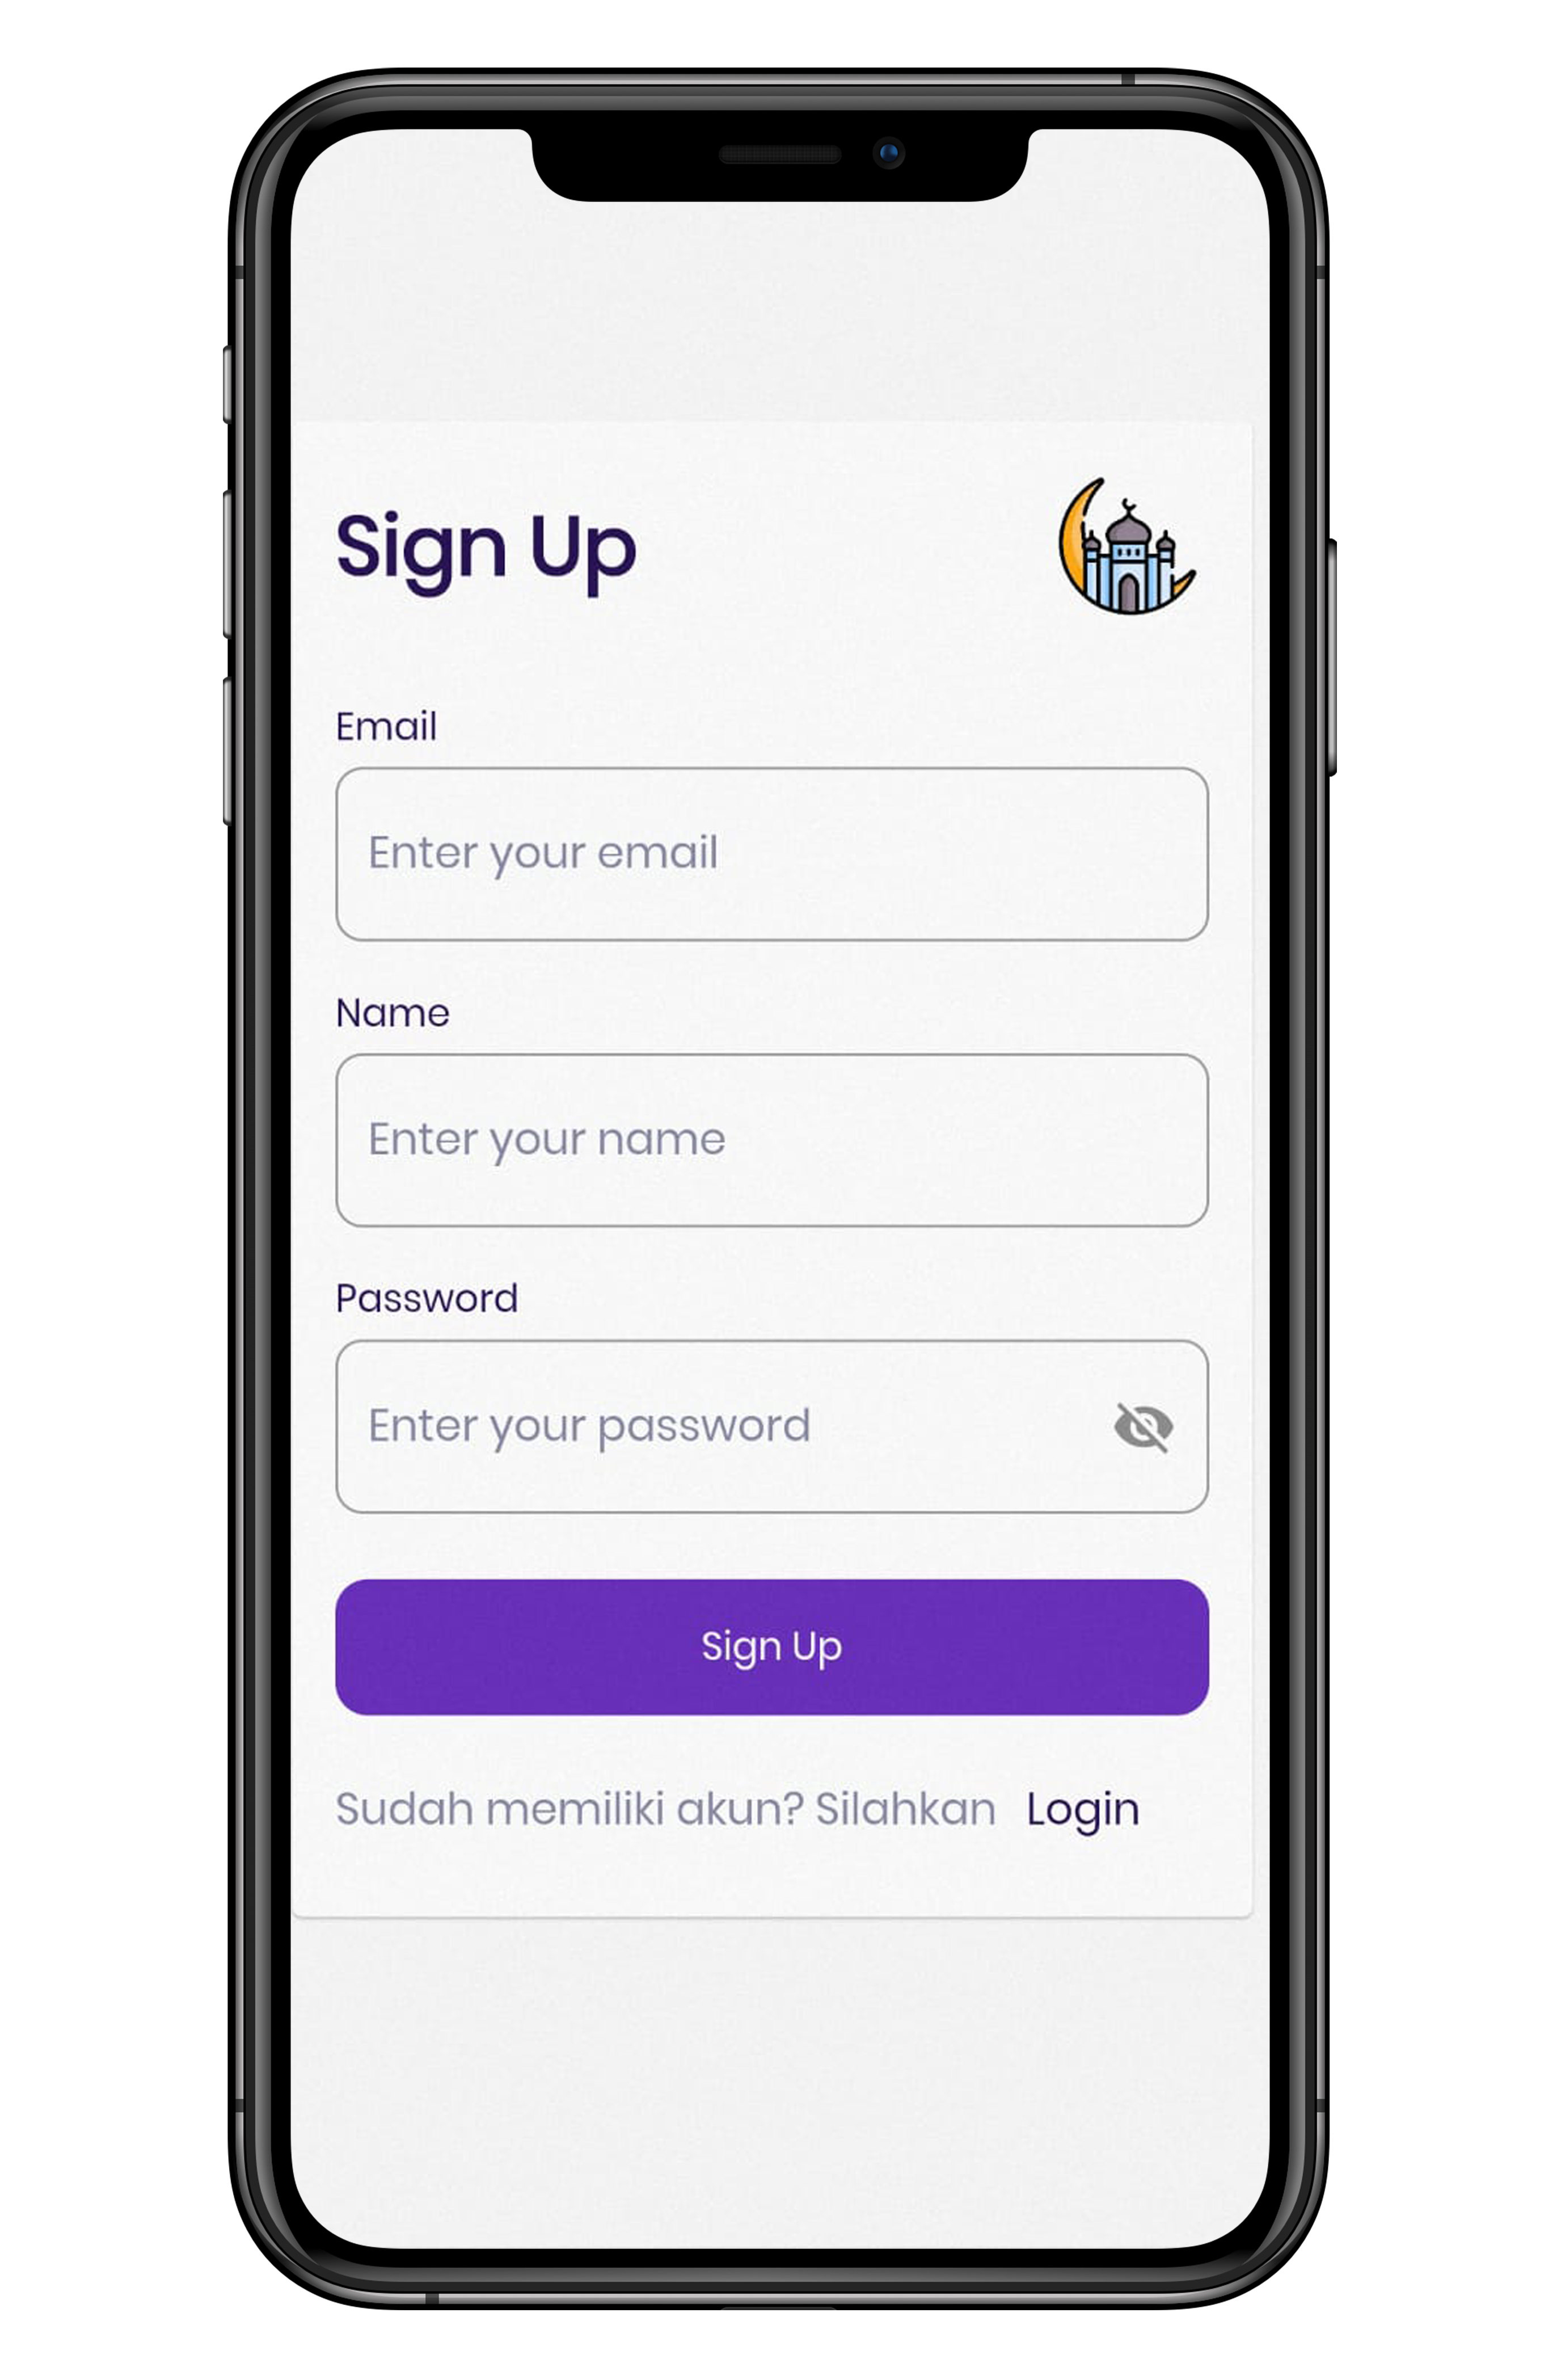 Sign Up
Email
Enter your email
Name
Enter your name
Password
Enter your password
Sign Up
Sudah memiliki akun? Silahkan Login